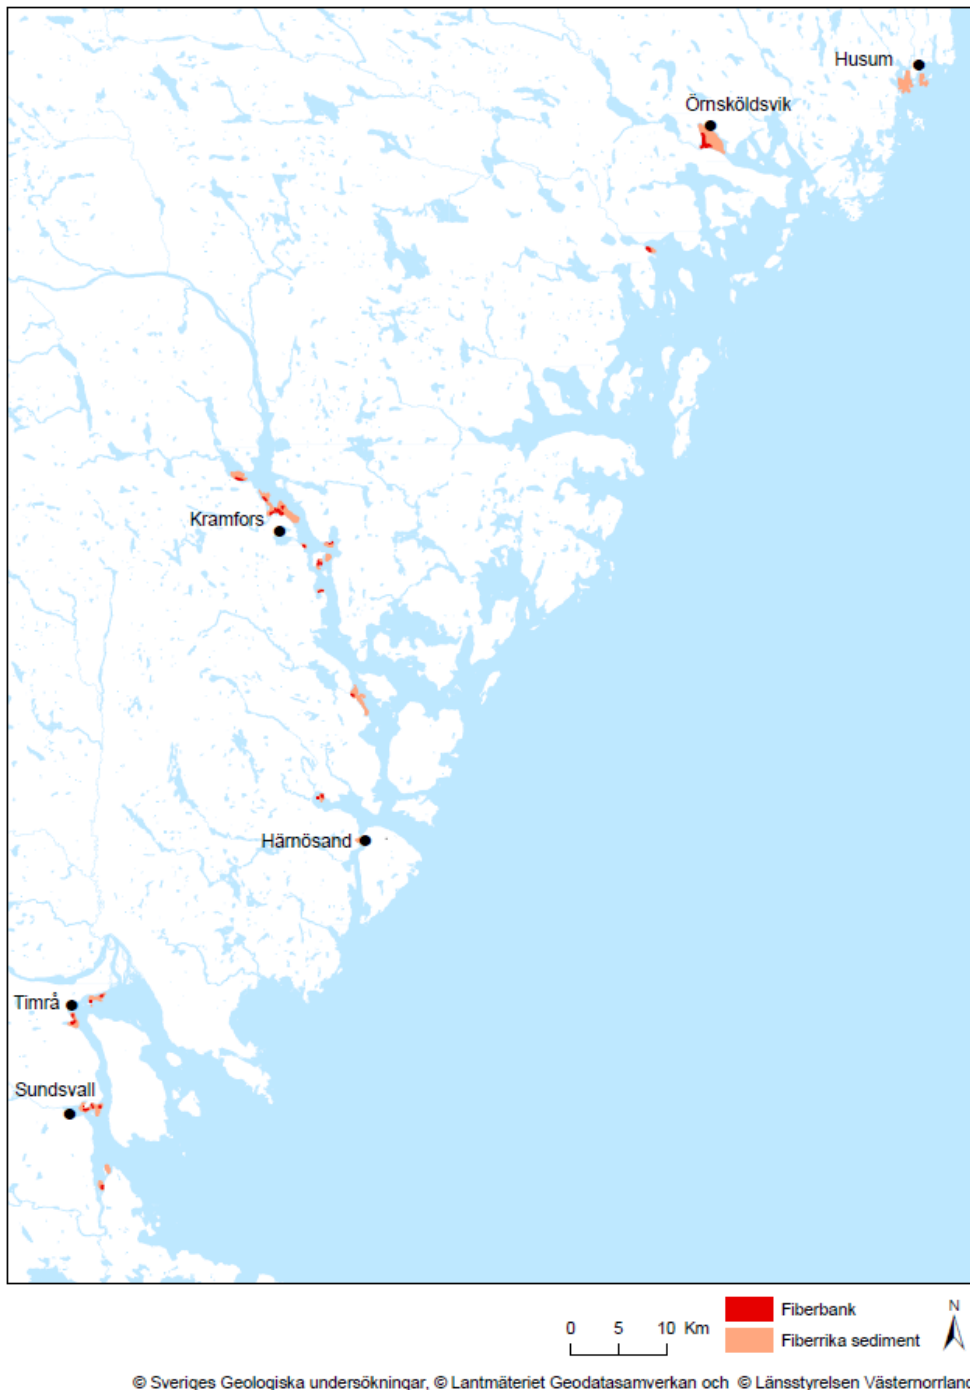 Husum
Örnsköldsvik
Kramfors
Härnösand
Timrå
Sundsvall
0 5 10 Km
Fiberbank
Fiberrika sediment
N
© Sveriges Geologiska undersökningar, © Lantmäteriet Geodatasamverkan och © Länsstyrelsen Västernorrland